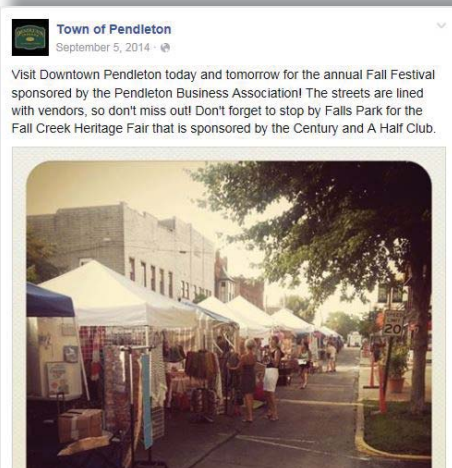 Town of Pendleton
September 5, 2014
Visit Downtown Pendleton today and tomorrow for the annual Fall Festival
sponsored by the Pendleton Business Association! The streets are lined
with vendors, so don't miss out! Don't forget to stop by Falls Park for the
Fall Creek Heritage Fair that is sponsored by the Century and A Half Club.
SPEED
20